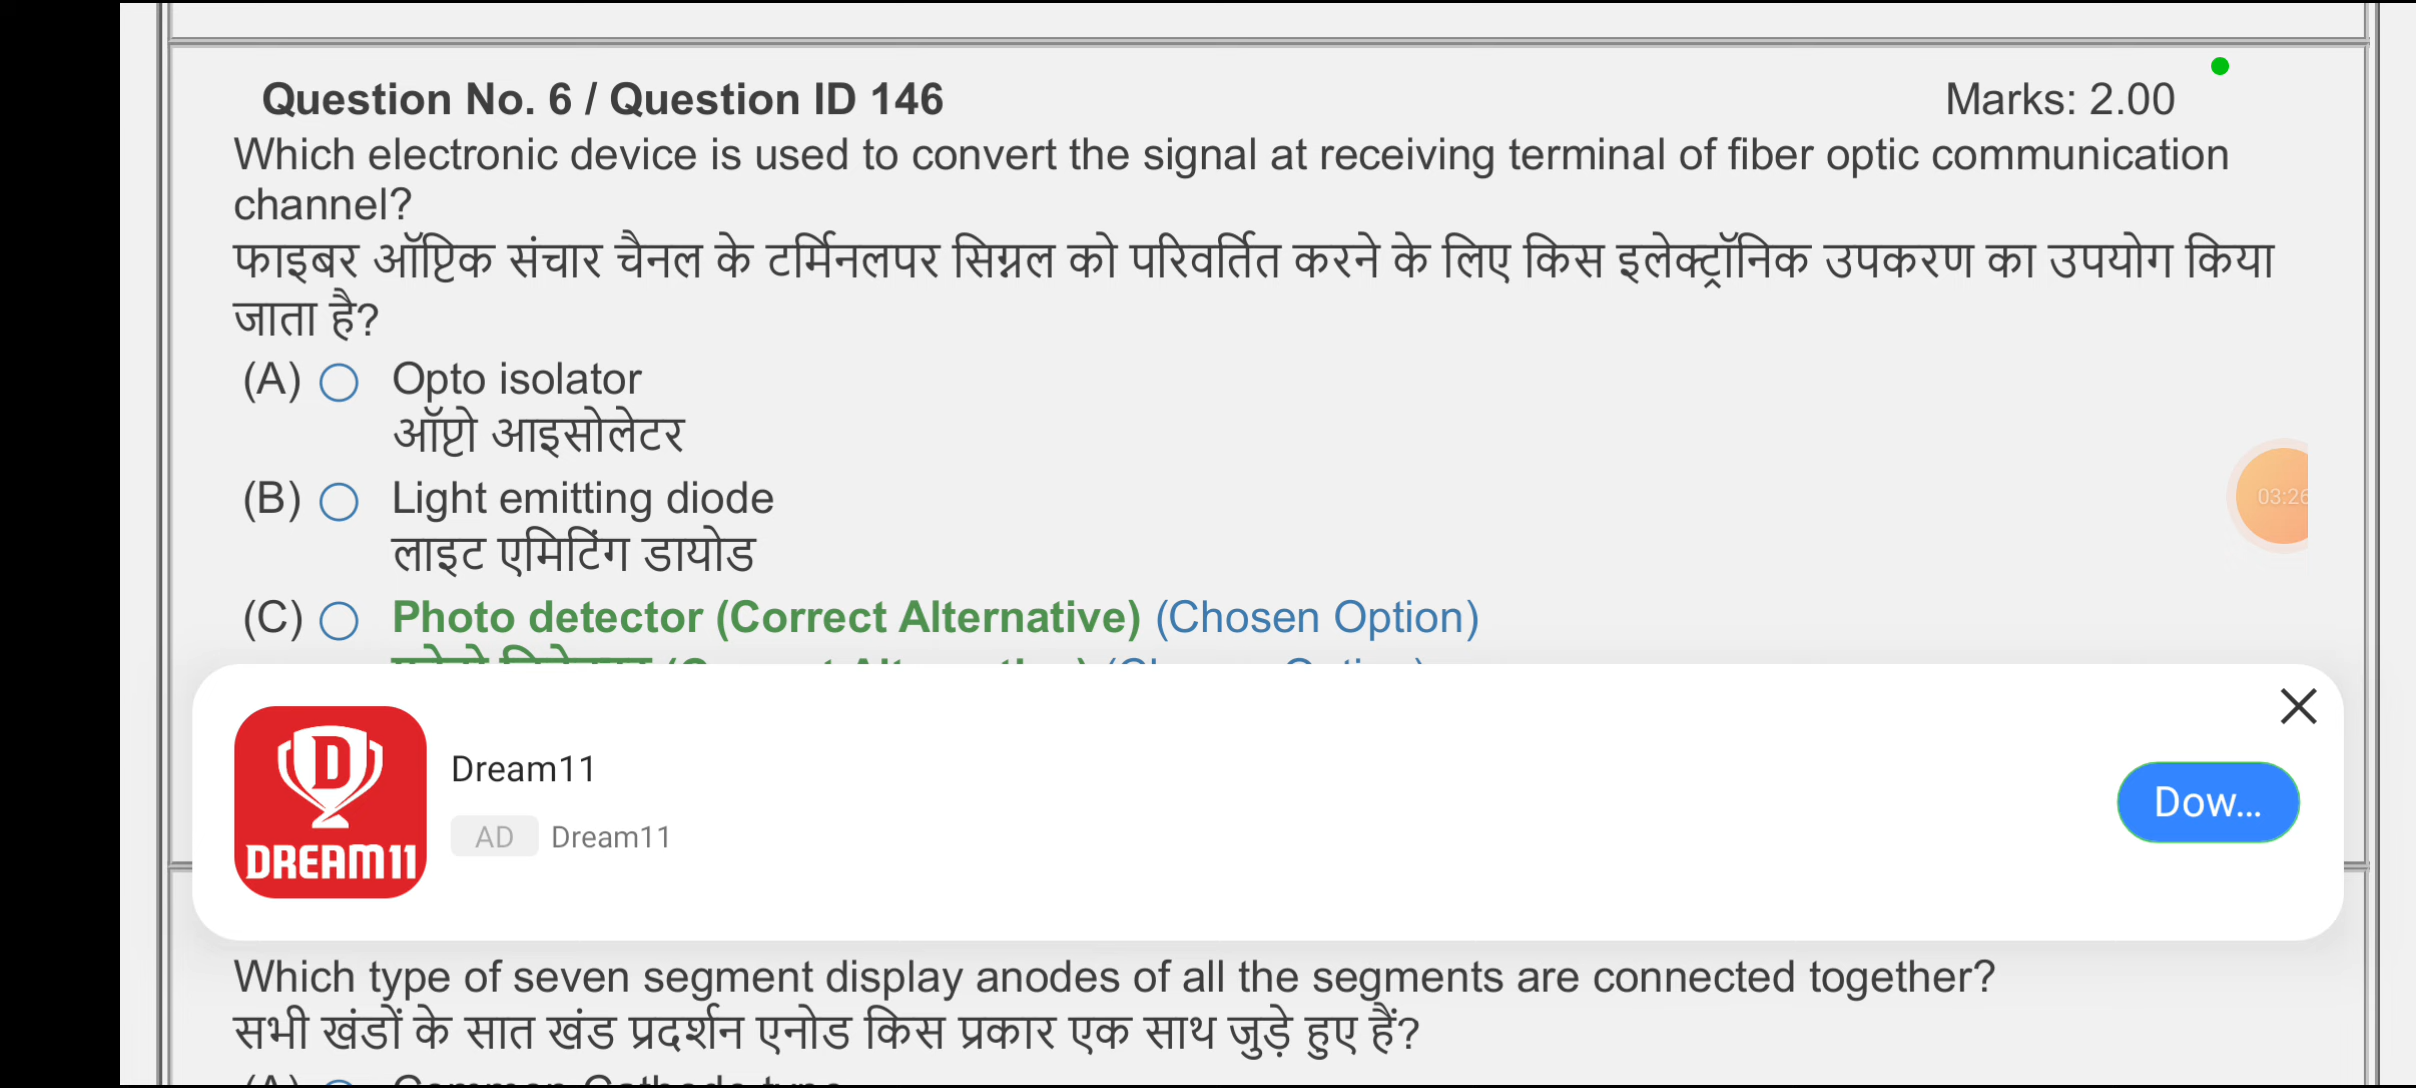 Question No. 6 / Question ID 146
Marks: 2.00
Which electronic device is used to convert the signal at receiving terminal of fiber optic communication
channel?
फाइबर ऑप्टिक संचार चैनल के टर्मिनलपर सिग्नल को परिवर्तित करने के लिए किस इलेक्ट्रॉनिक उपकरण का उपयोग किया
जाता है?
(A) Opto isolator
ऑप्टो आइसोलेटर
(B) Light emitting diode
लाइट एमिटिंग डायोड
03:26
(C) Photo detector (Correct Alternative) (Chosen Option)
Dream11
AD Dream11
DREAM11
Dow...
Which type of seven segment display anodes of all the segments are connected together?
सभी खंडों के सात खंड प्रदर्शन एनोड किस प्रकार एक साथ जुड़े हुए हैं?